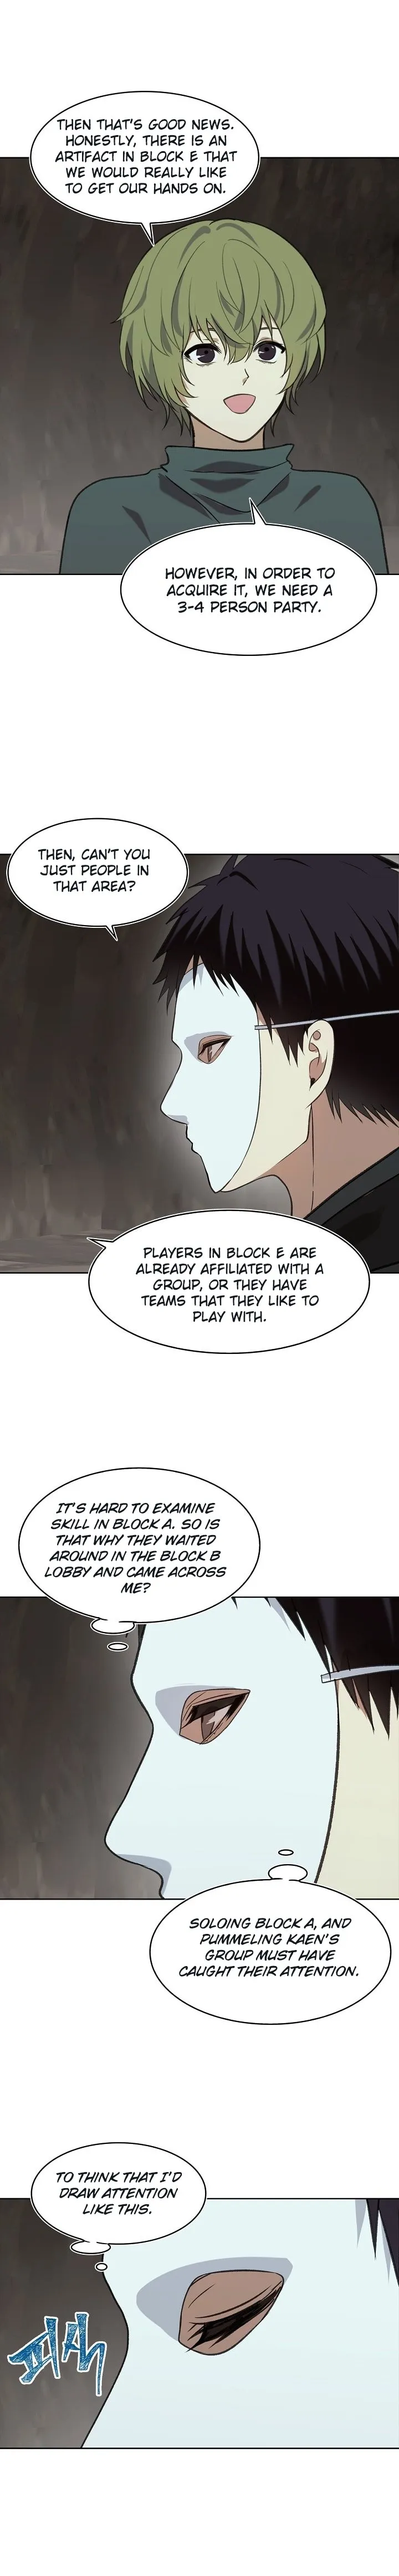 THEN THAT'S GOOD NEWS.
HONESTLY, THERE IS AN
ARTIFACT IN BLOCK E THAT
WE WOULD REALLY LIKE
TO GET OUR HANDS ON.
HOWEVER, IN ORDER TO
ACQUIRE IT, WE NEED A
3-4 PERSON PARTY.
THEN, CAN'T YOU
JUST PEOPLE IN
THAT AREA?
PLAYERS IN BLOCK E ARE
ALREADY AFFILIATED WITH A
GROUP, OR THEY HAVE
TEAMS THAT THEY LIKE TO
PLAY WITH.
IT'S HARD TO EXAMINE
SKILL IN BLOCK A. SO IS
THAT WHY THEY WAITED
AROUND IN THE BLOCK B
LOBBY AND CAME ACROSS
ME?
SOLOING BLOCK A, AND
PUMMELING KAEN'S
GROUP MUST HAVE
CAUGHT THEIR ATTENTION.
TO THINK THAT I'D
DRAW ATTENTION
LIKE THIS.
피식